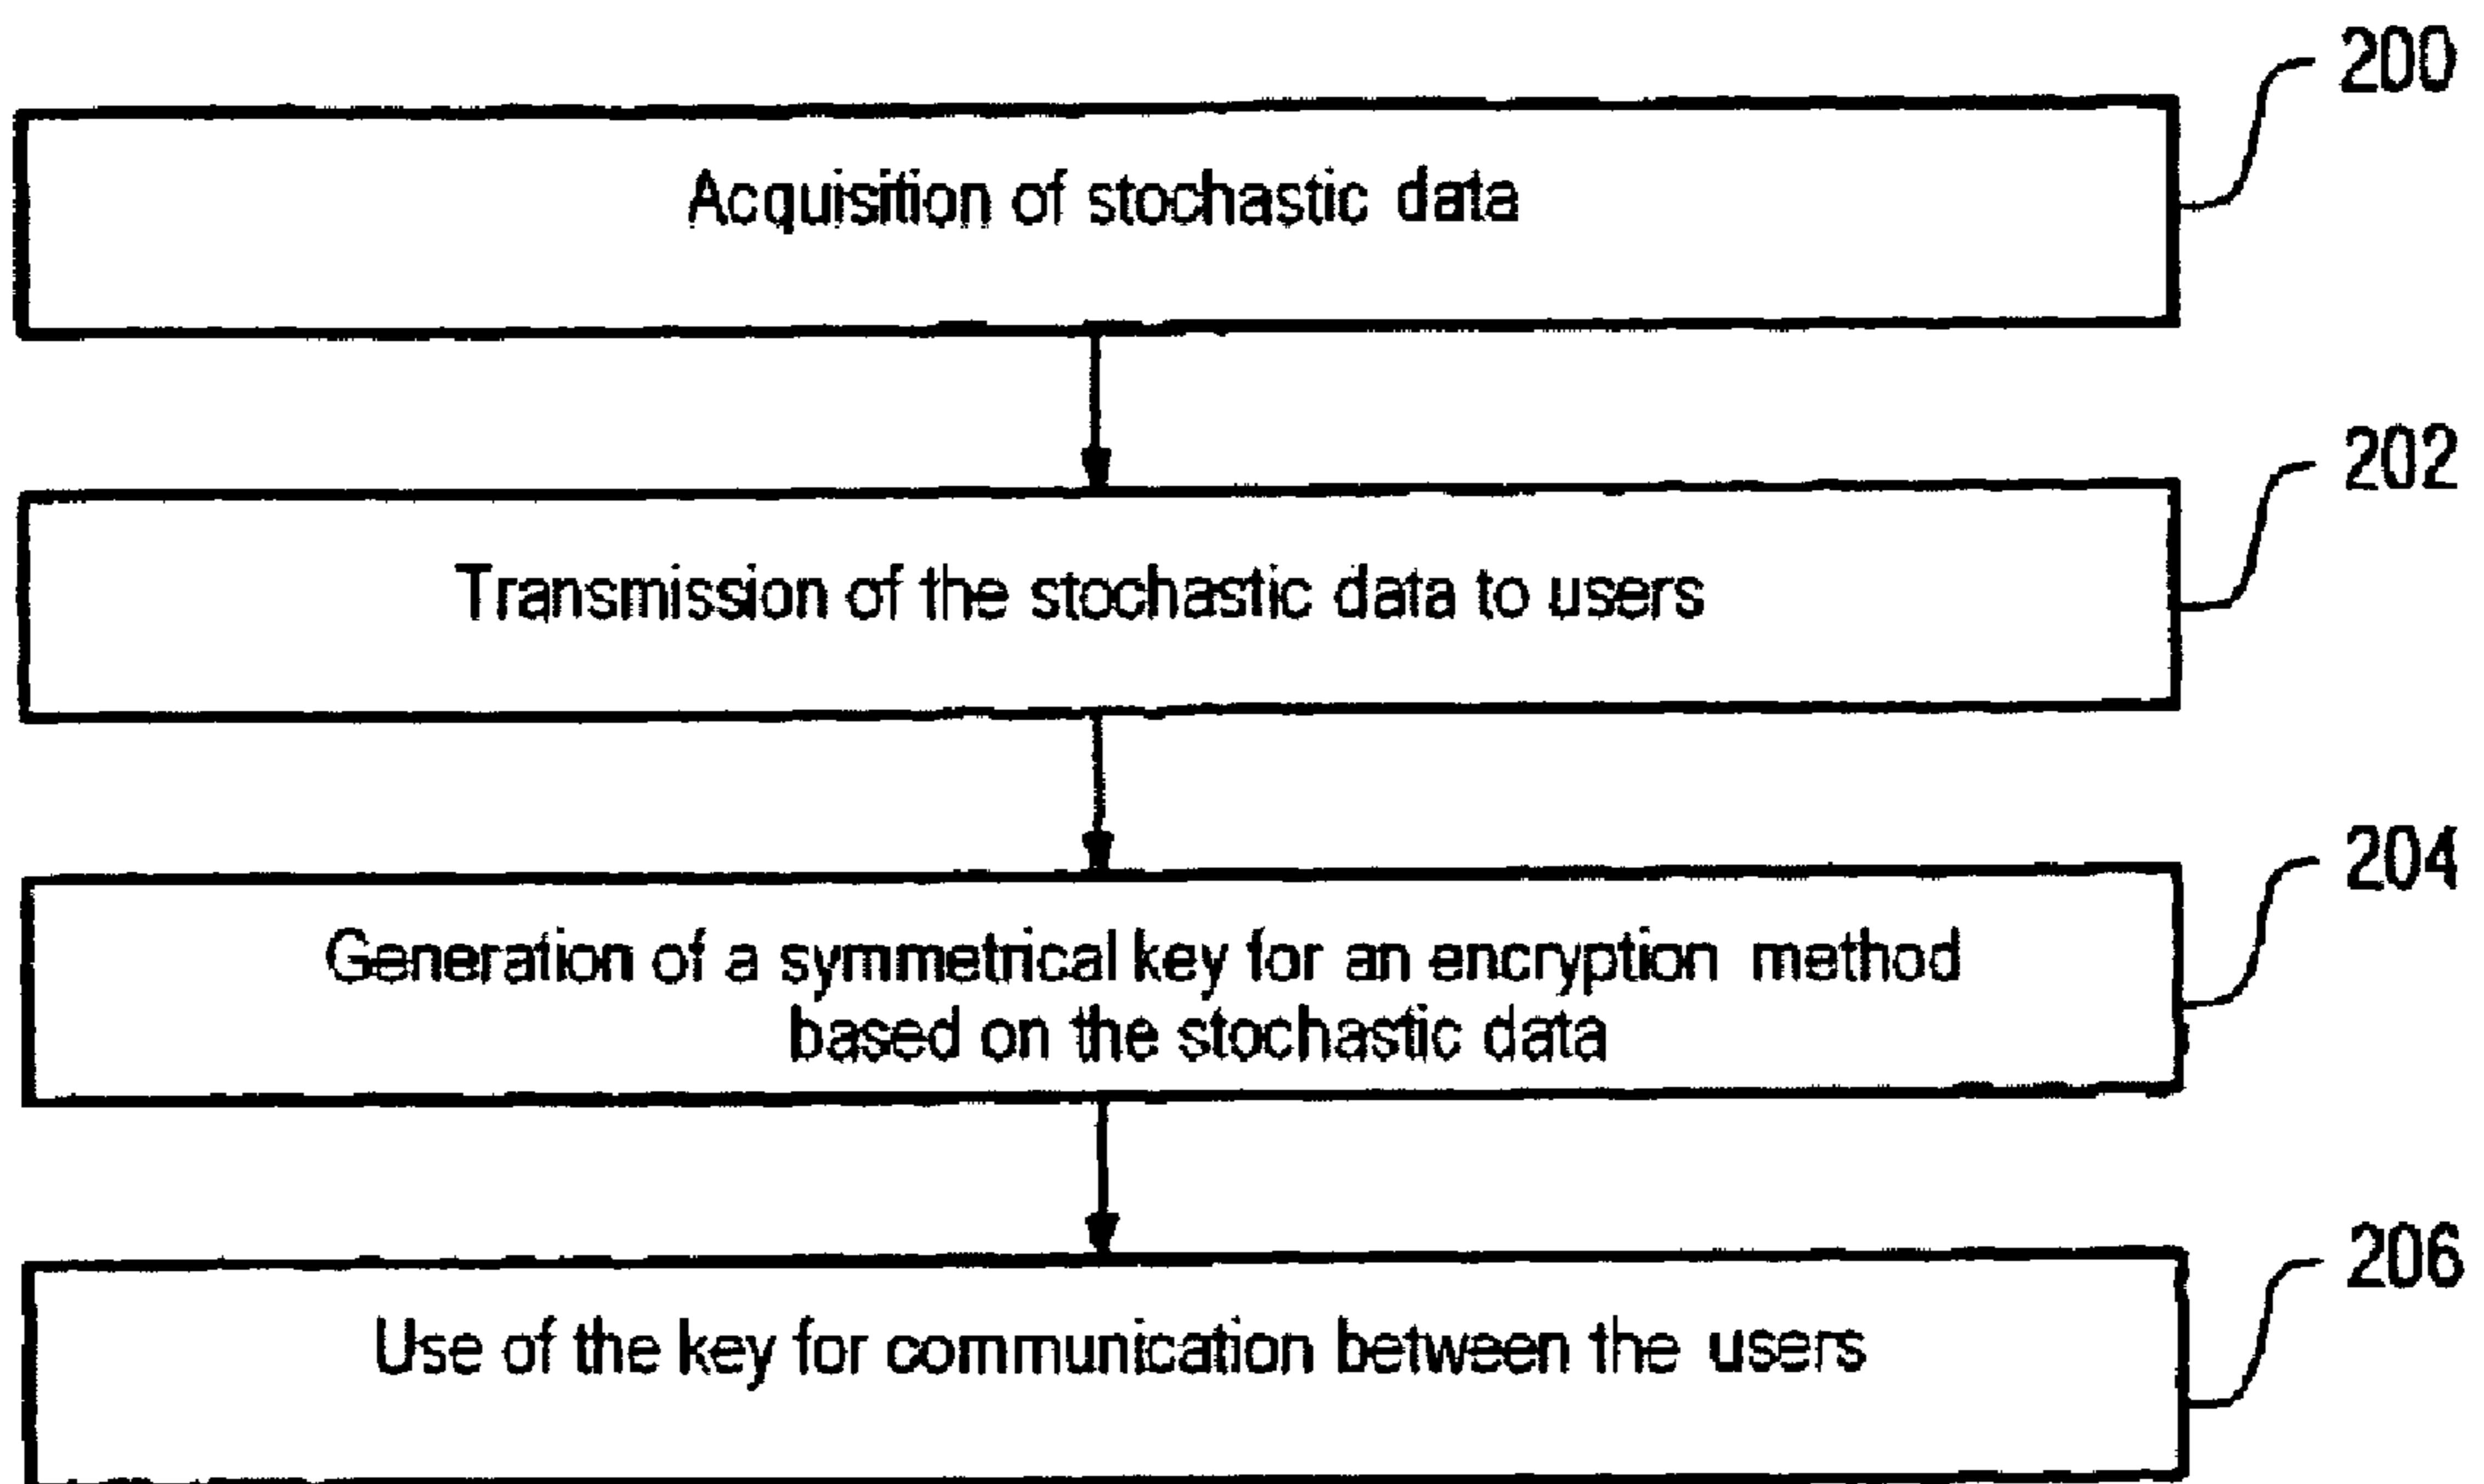 200
Acquisition of stochastic data
202
Transmission of the stochastic data to users
204
Generation of a symmetrical key for an encryption method
based on the stochastic data
206
Use of the key for communication between the users